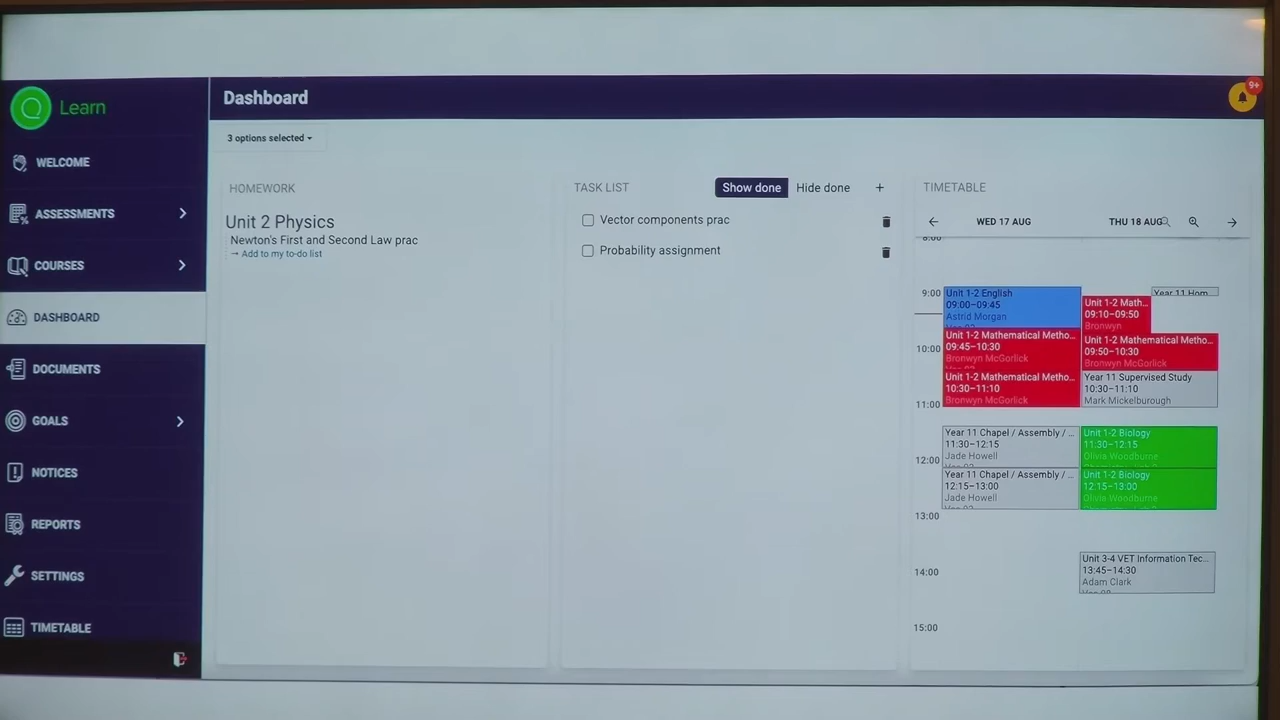 Learn
WELCOME
ASSESSMENTS
COURSES
DASHBOARD
DOCUMENTS
GOALS
NOTICES
REPORTS
SETTINGS
TIMETABLE
Dashboard
9+
3 options selected
HOMEWORK
Unit 2 Physics
Newton's First and Second Law prac
→ Add to my to-do list
TASK LIST
Show done
Hide done
+
Vector components prac
Probability assignment
TIMETABLE
WED 17 AUG
THU 18 AUG
8:00
9:00
10:00
11:00
12:00
13:00
14:00
15:00
Unit 1-2 English
09:00–09:45
Astrid Morgan
Unit 1-2 Mathematical Metho...
09:45–10:30
Bronwyn McGorlick
Unit 1-2 Mathematical Metho...
10:30–11:10
Bronwyn McGorlick
Year 11 Chapel / Assembly / ...
11:30–12:15
Jade Howell
Year 11 Chapel / Assembly / ...
12:15–13:00
Jade Howell
Year 11 Hom...
Unit 1-2 Math...
09:10–09:50
Bronwyn
Unit 1-2 Mathematical Metho...
09:50–10:30
Bronwyn McGorlick
Year 11 Supervised Study
10:30–11:10
Mark Mickelburough
Unit 1-2 Biology
11:30–12:15
Olivia Woodburne
Unit 1-2 Biology
12:15–13:00
Olivia Woodburne
Unit 3-4 VET Information Tec...
13:45–14:30
Adam Clark